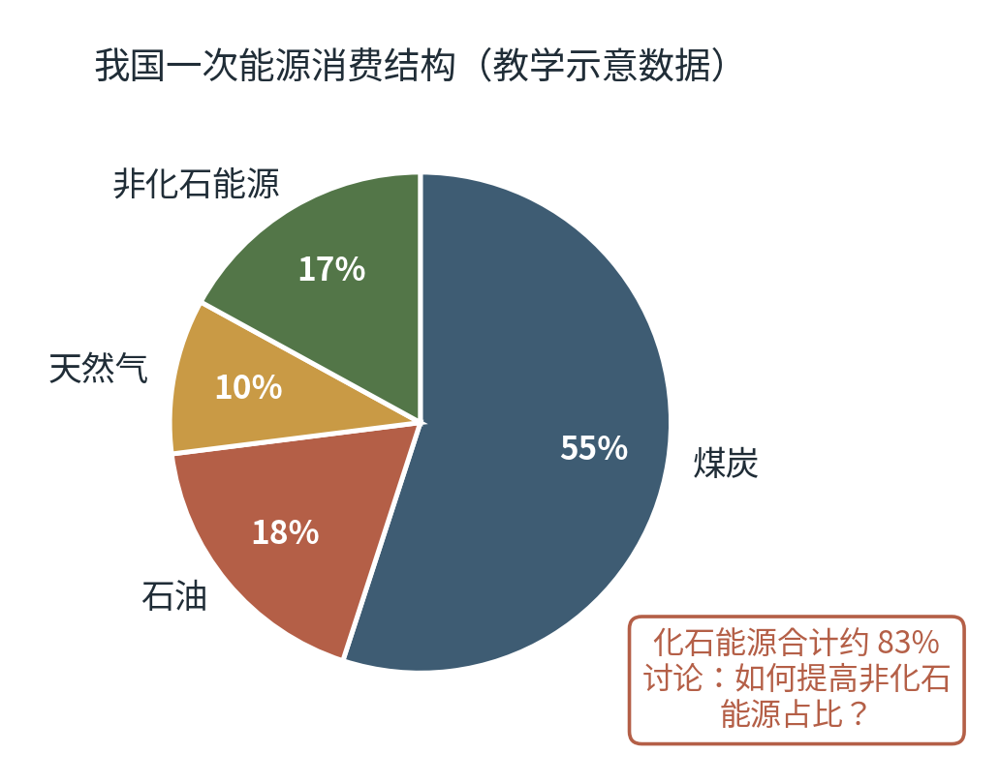 我国一次能源消费结构（教学示意数据）
非化石能源
17%
天然气
10%
55%
煤炭
18%
石油
化石能源合计约 83%
讨论：如何提高非化石
能源占比？